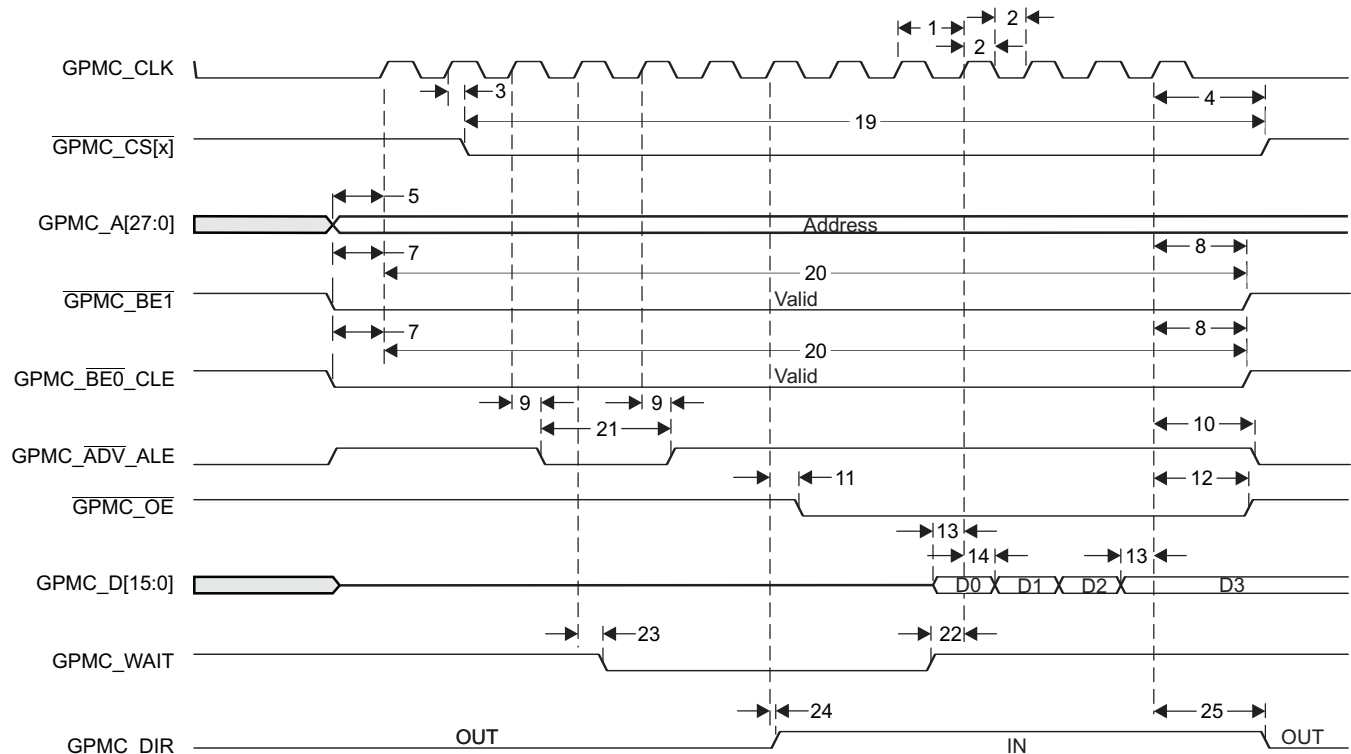 1
2
2
GPMC_CLK
3
4
19
GPMC_CS[x]
5
GPMC_A[27:0]
Address
7
8
20
GPMC_BE1
Valid
7
8
20
GPMC_BE0_CLE
Valid
9
9
21
10
GPMC_ADV_ALE
11
12
GPMC_OE
13
14
13
GPMC_D[15:0]
D0
D1
D2
D3
23
22
GPMC_WAIT
24
25
GPMC_DIR
OUT
IN
OUT